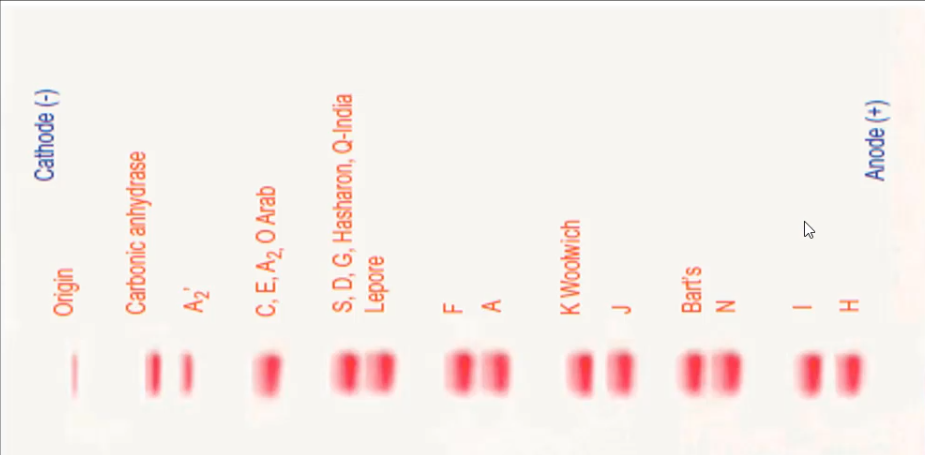 Cathode (-)
Origin
Carbonic anhydrase
A₂'
C, E, A₂, O Arab
S, D, G, Hasharon, Q-India
Lepore
F
A
K Woolwich
J
Bart's
N
I
H
Anode (+)